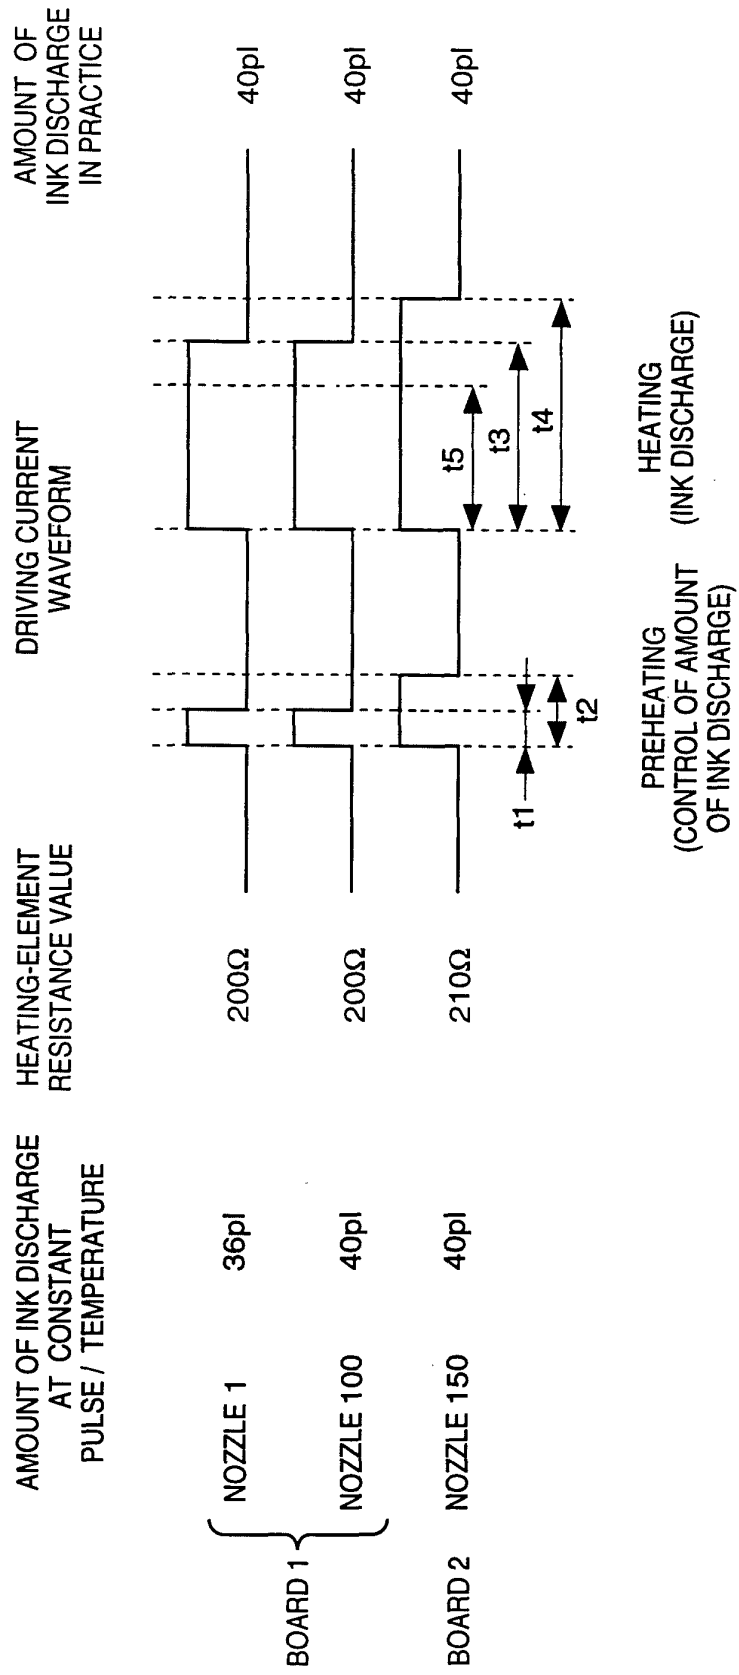 AMOUNT OF INK DISCHARGE
AT CONSTANT
PULSE / TEMPERATURE
HEATING-ELEMENT
RESISTANCE VALUE
DRIVING CURRENT
WAVEFORM
AMOUNT OF
INK DISCHARGE
IN PRACTICE
BOARD 1
NOZZLE 1
36pl
200Ω
40pl
NOZZLE 100
40pl
200Ω
40pl
BOARD 2
NOZZLE 150
40pl
210Ω
40pl
t1
t2
t5
t3
t4
PREHEATING
(CONTROL OF AMOUNT
OF INK DISCHARGE)
HEATING
(INK DISCHARGE)